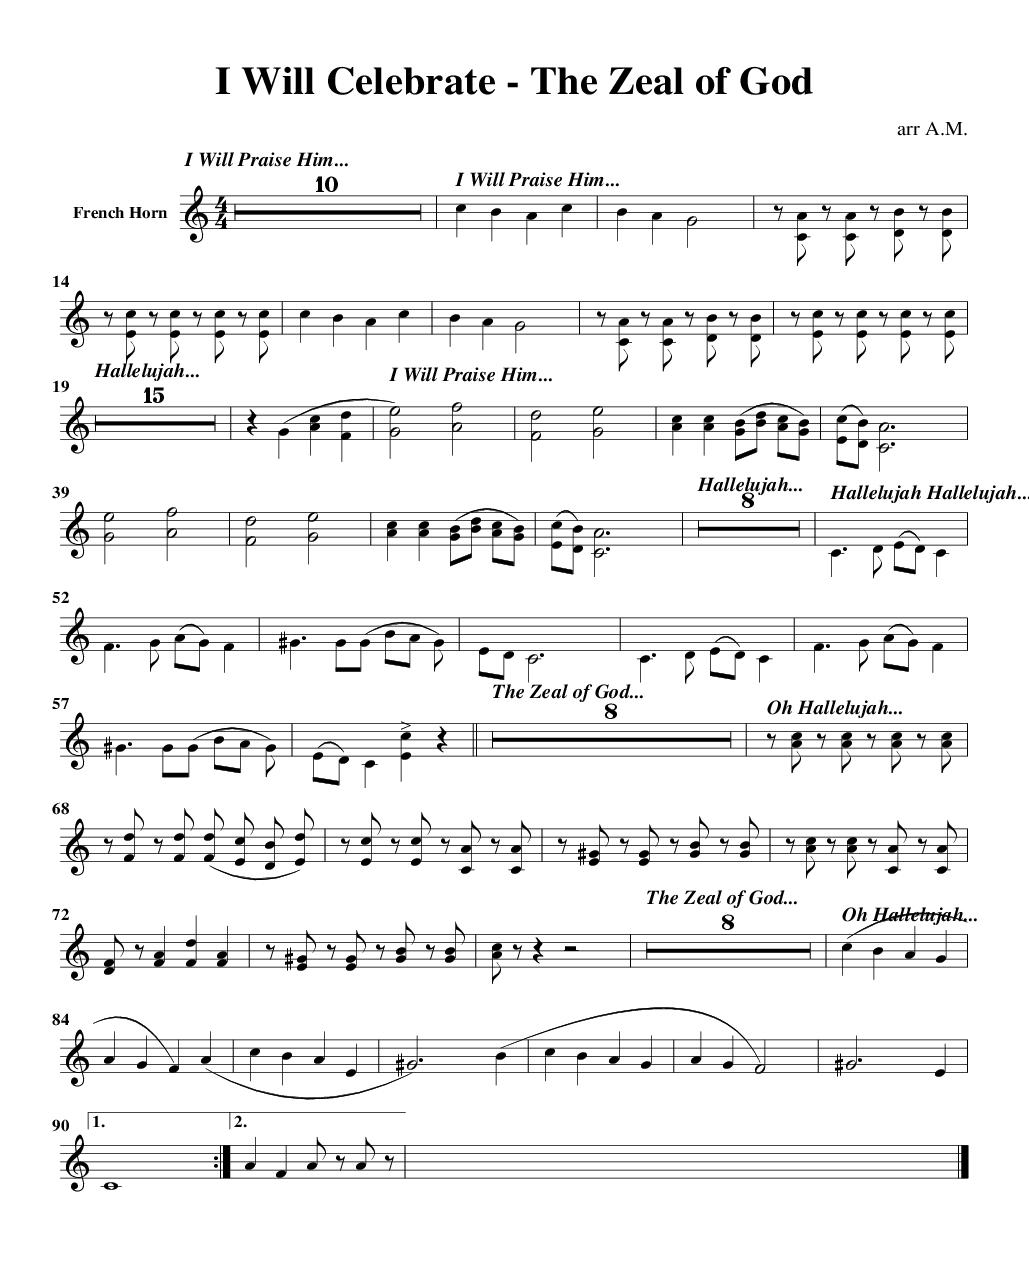 I Will Celebrate - The Zeal of God
arr A.M.
I Will Praise Him...
10
I Will Praise Him...
French Horn
4
4
14
Hallelujah...
19
15
I Will Praise Him...
39
Hallelujah...
8
Hallelujah Hallelujah...
52
57
The Zeal of God...
8
Oh Hallelujah...
68
72
The Zeal of God...
8
Oh Hallelujah...
84
90
1.
2.